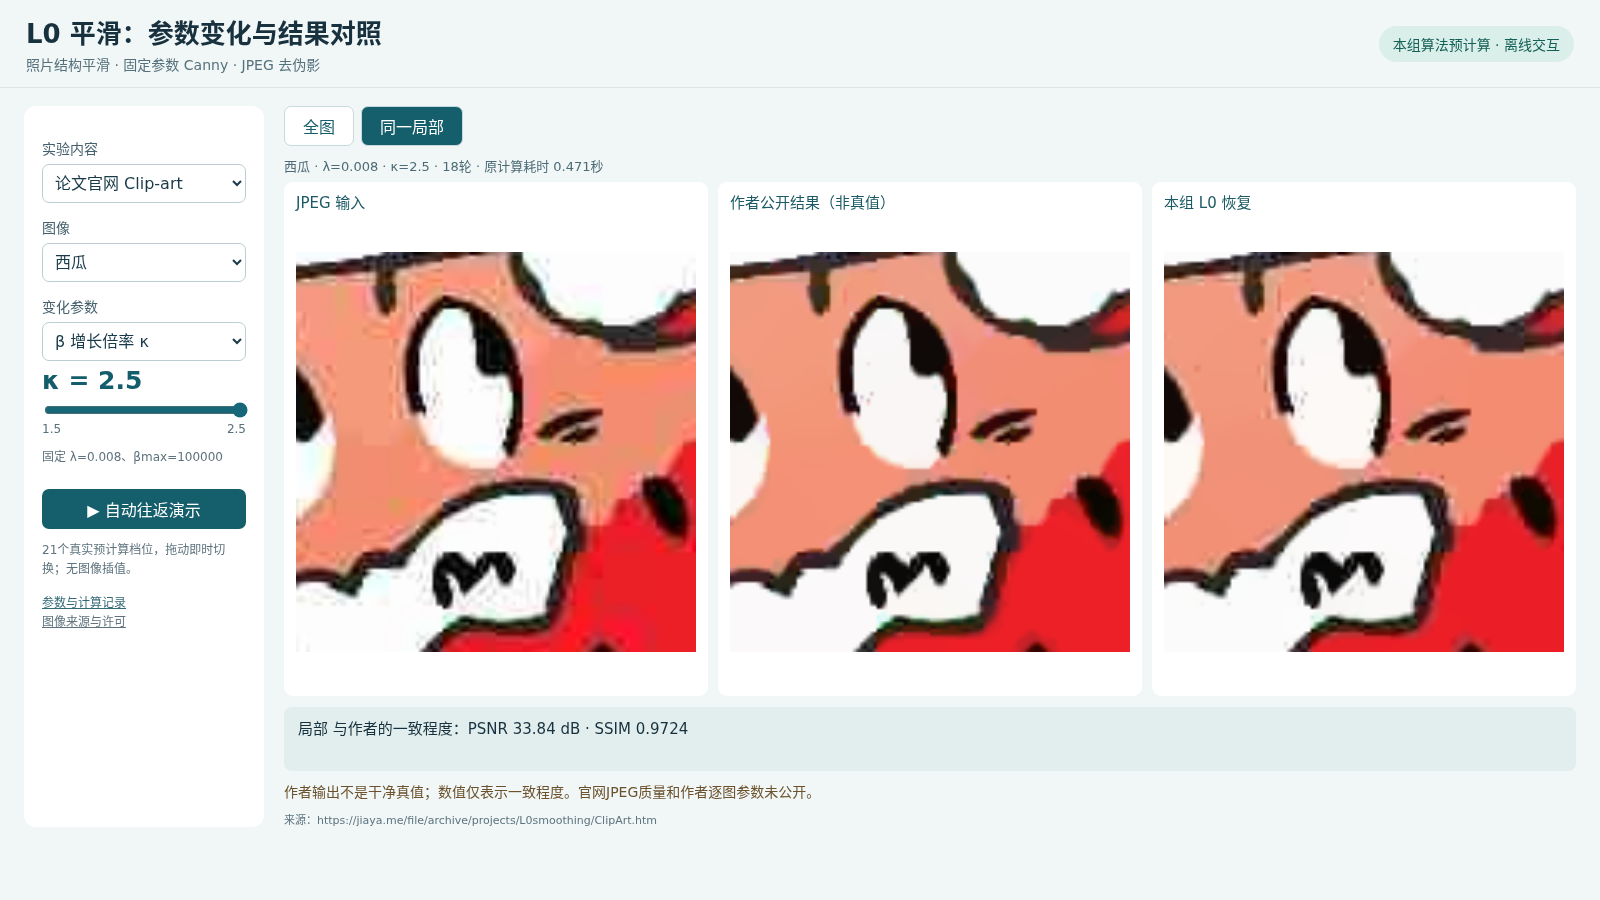 L0 平滑：参数变化与结果对照
照片结构平滑 · 固定参数 Canny · JPEG 去伪影
本组算法预计算 · 离线交互
实验内容
论文官网 Clip-art
图像
西瓜
变化参数
β 增长倍率 κ
κ = 2.5
1.5 2.5
固定 λ=0.008、βmax=100000
▶ 自动往返演示
21个真实预计算档位，拖动即时切
换；无图像插值。
参数与计算记录
图像来源与许可
全图 同一局部
西瓜 · λ=0.008 · κ=2.5 · 18轮 · 原计算耗时 0.471秒
JPEG 输入
作者公开结果（非真值）
本组 L0 恢复
局部 与作者的一致程度：PSNR 33.84 dB · SSIM 0.9724
作者输出不是干净真值；数值仅表示一致程度。官网JPEG质量和作者逐图参数未公开。
来源：https://jiaya.me/file/archive/projects/L0smoothing/ClipArt.htm